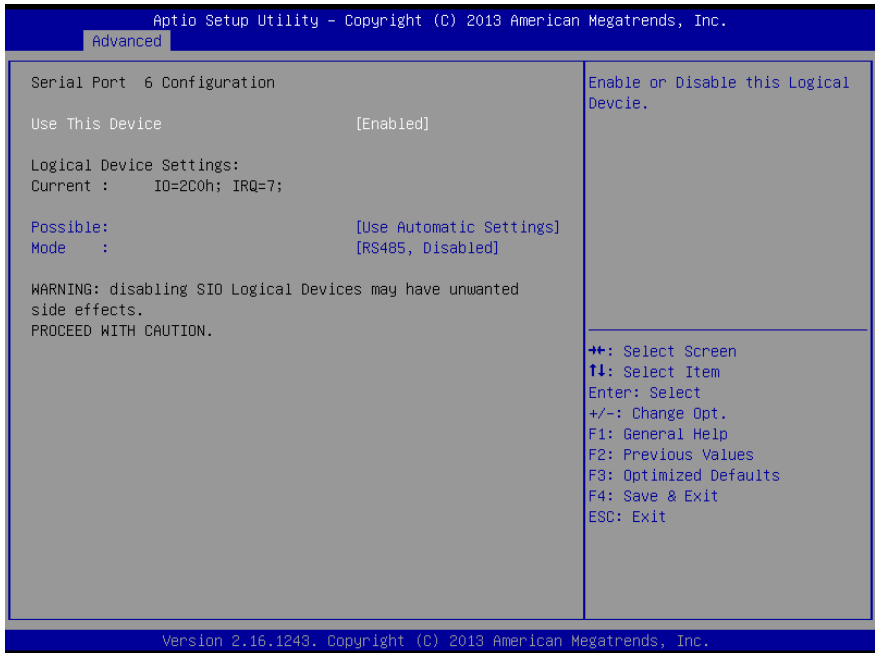 Aptio Setup Utility – Copyright (C) 2013 American Megatrends, Inc.
Advanced
Serial Port  6 Configuration
Use This Device [Enabled]
Logical Device Settings:
Current :  IO=2C0h; IRQ=7;
Possible: [Use Automatic Settings]
Mode  : [RS485, Disabled]
WARNING: disabling SIO Logical Devices may have unwanted
side effects.
PROCEED WITH CAUTION.
Enable or Disable this Logical
Devcie.
→←: Select Screen
↑↓: Select Item
Enter: Select
+/-: Change Opt.
F1: General Help
F2: Previous Values
F3: Optimized Defaults
F4: Save & Exit
ESC: Exit
Version 2.16.1243. Copyright (C) 2013 American Megatrends, Inc.